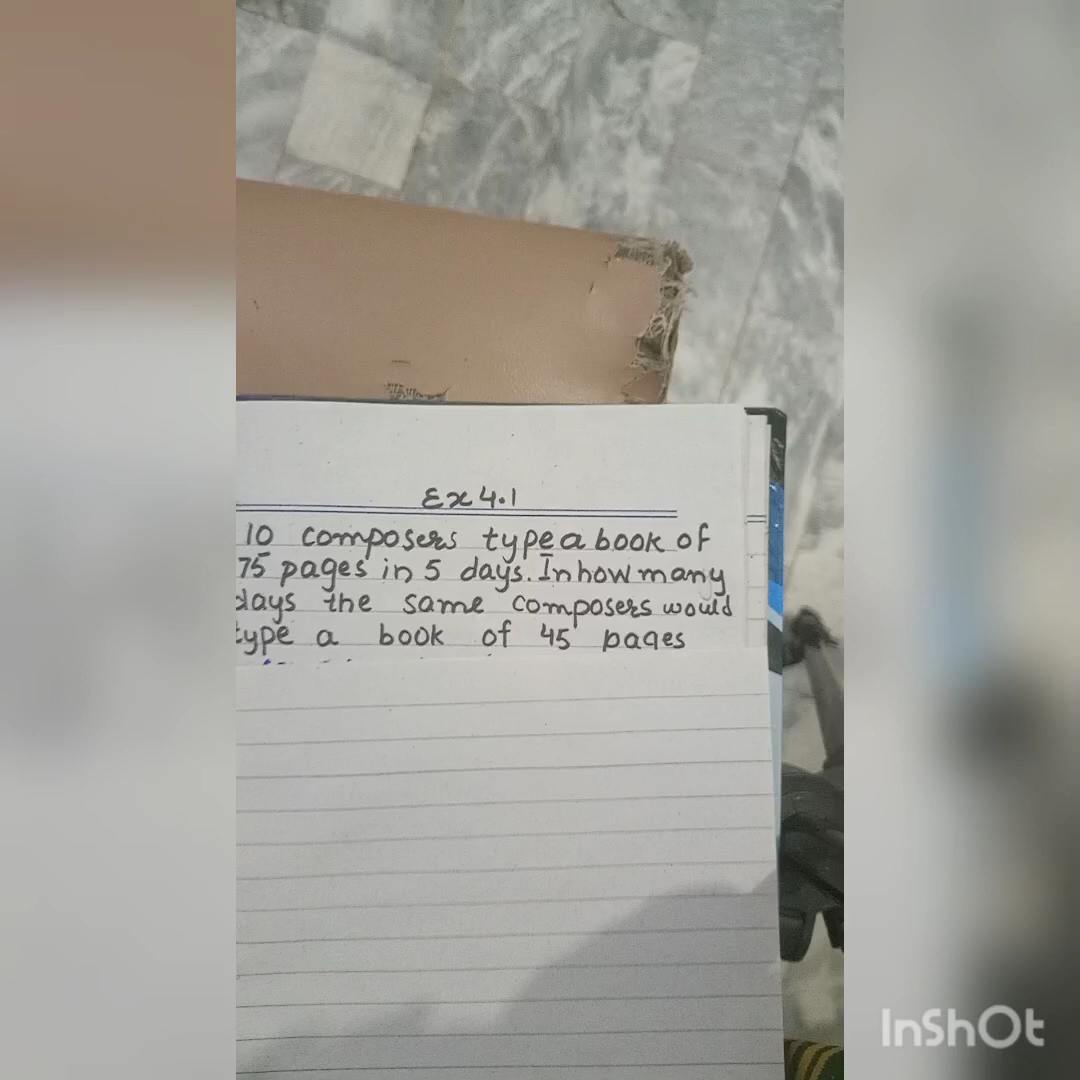 Ex 4.1
10 composers type a book of
75 pages in 5 days. In how many
days the same composers would
type a book of 45 pages
InShOt